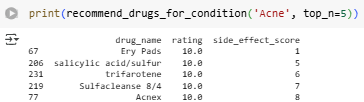 print(recommend_drugs_for_condition('Acne', top_n=5))
drug_name rating side_effect_score
67 Ery Pads 10.0 1
206 salicylic acid/sulfur 10.0 5
231 trifarotene 10.0 6
219 Sulfacleanse 8/4 10.0 7
77 Acnex 10.0 8